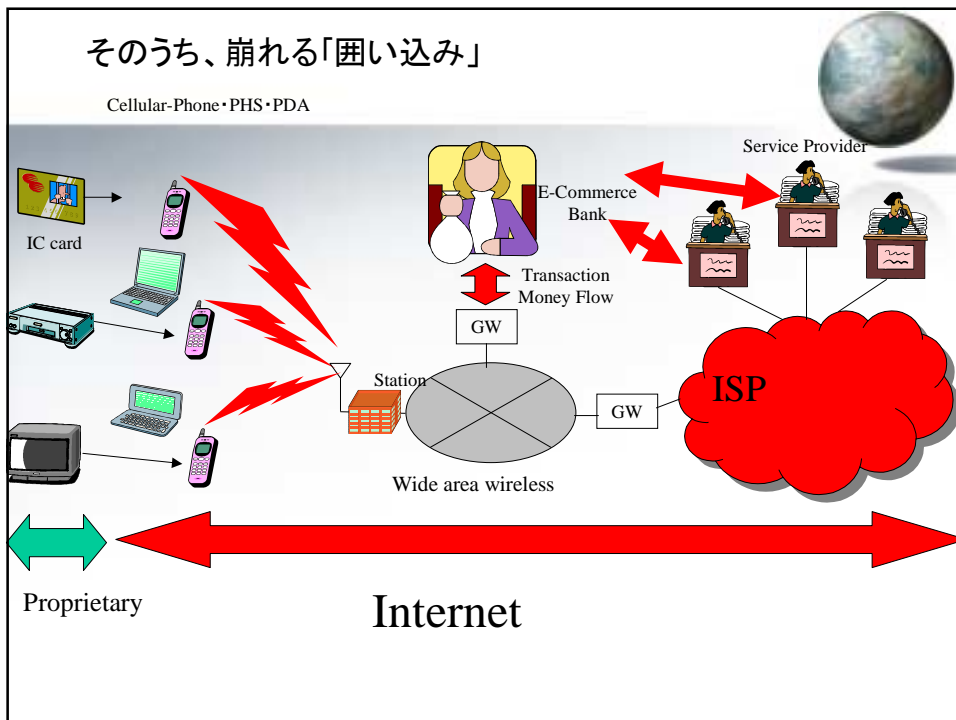 そのうち、崩れる「囲い込み」
Cellular-Phone・PHS・PDA
Service Provider
E-Commerce
Bank
IC card
Transaction
Money Flow
GW
Station
ISP
GW
Wide area wireless
Proprietary
Internet